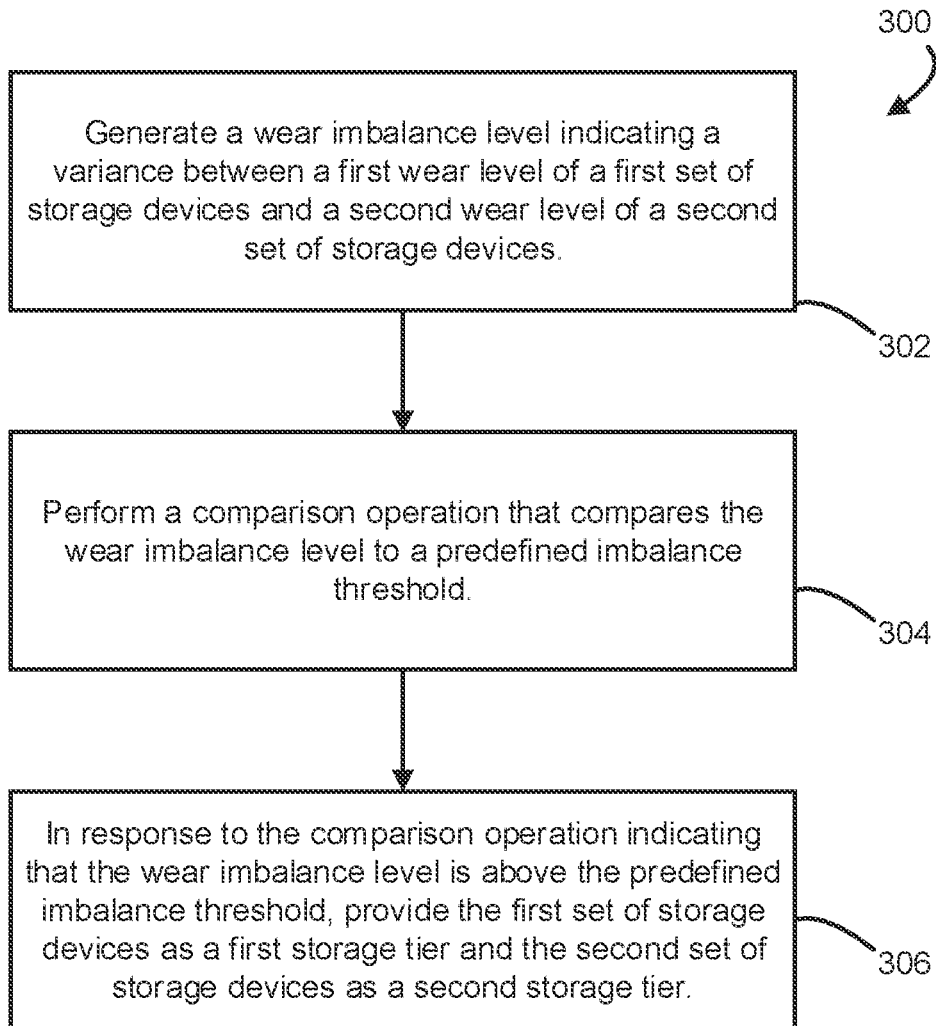 300
Generate a wear imbalance level indicating a
variance between a first wear level of a first set of
storage devices and a second wear level of a second
set of storage devices.
302
Perform a comparison operation that compares the
wear imbalance level to a predefined imbalance
threshold.
304
In response to the comparison operation indicating
that the wear imbalance level is above the predefined
imbalance threshold, provide the first set of storage
devices as a first storage tier and the second set of
storage devices as a second storage tier.
306